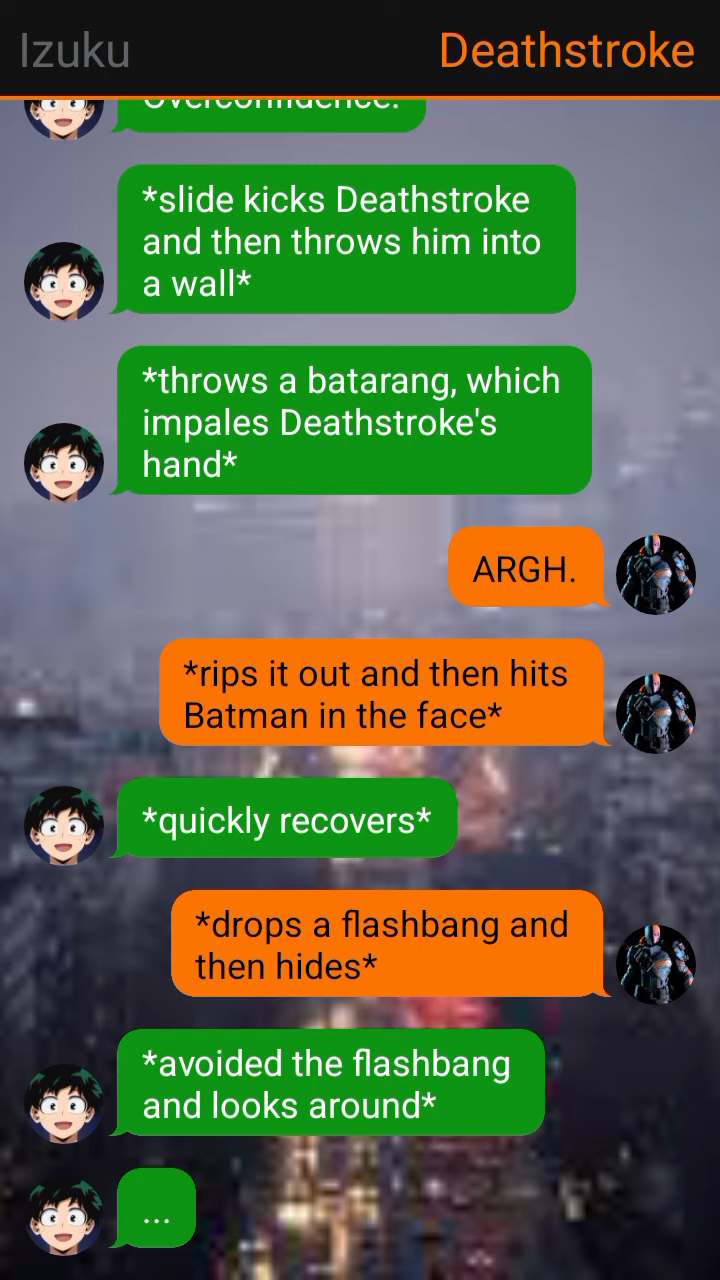 Izuku
Deathstroke
Overconfidence.
*slide kicks Deathstroke
and then throws him into
a wall*
*throws a batarang, which
impales Deathstroke's
hand*
ARGH.
*rips it out and then hits
Batman in the face*
*quickly recovers*
*drops a flashbang and
then hides*
*avoided the flashbang
and looks around*
...